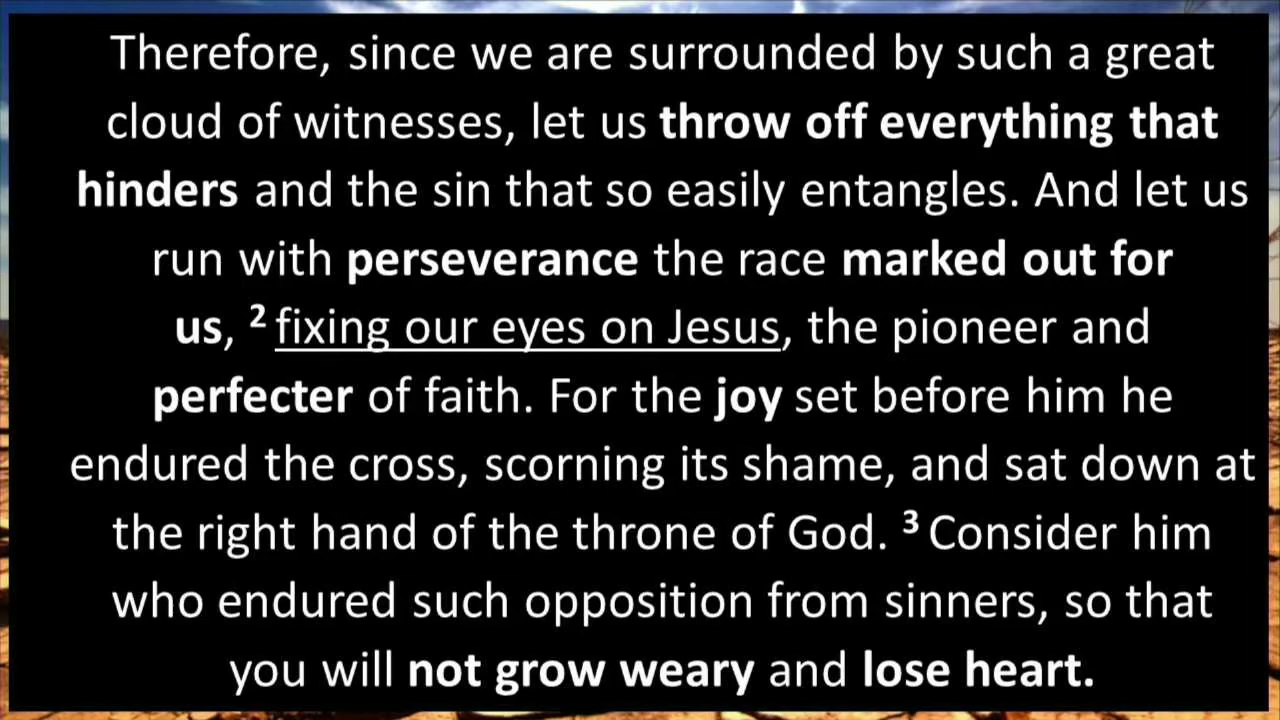 Therefore, since we are surrounded by such a great
cloud of witnesses, let us throw off everything that
hinders and the sin that so easily entangles. And let us
run with perseverance the race marked out for
us, ² fixing our eyes on Jesus, the pioneer and
perfecter of faith. For the joy set before him he
endured the cross, scorning its shame, and sat down at
the right hand of the throne of God. ³ Consider him
who endured such opposition from sinners, so that
you will not grow weary and lose heart.